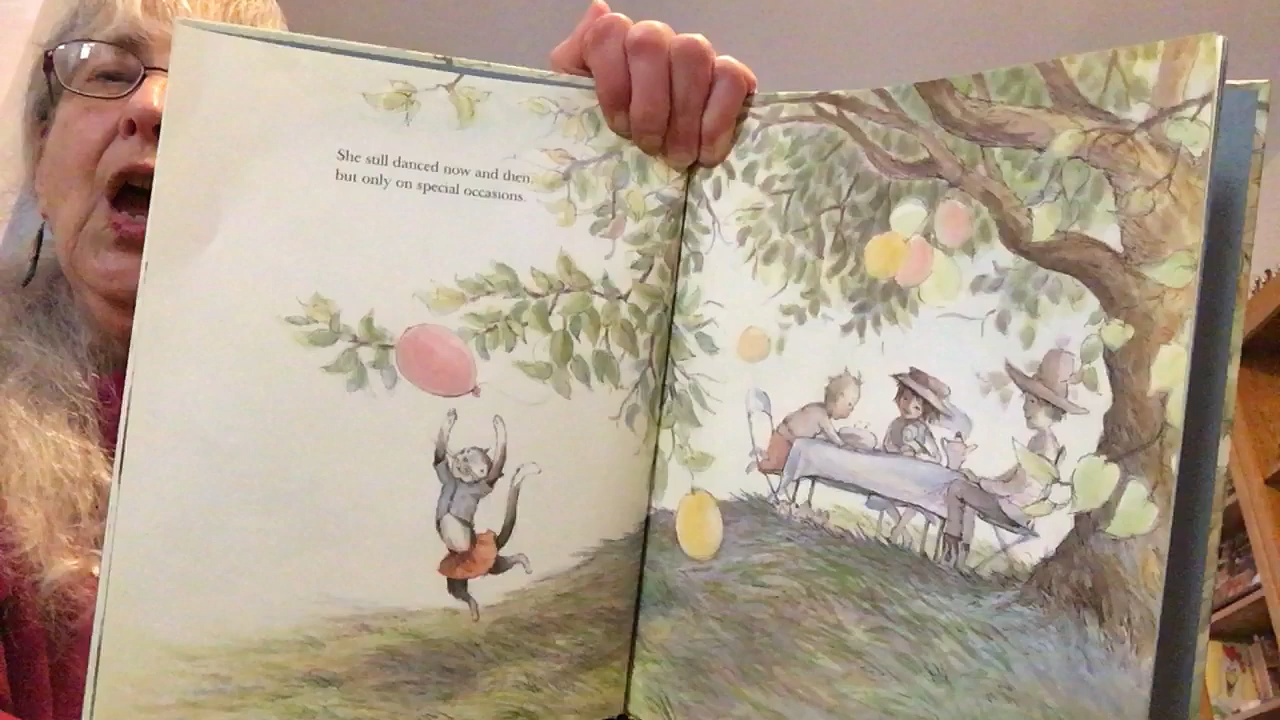 She still danced now and then,
but only on special occasions.